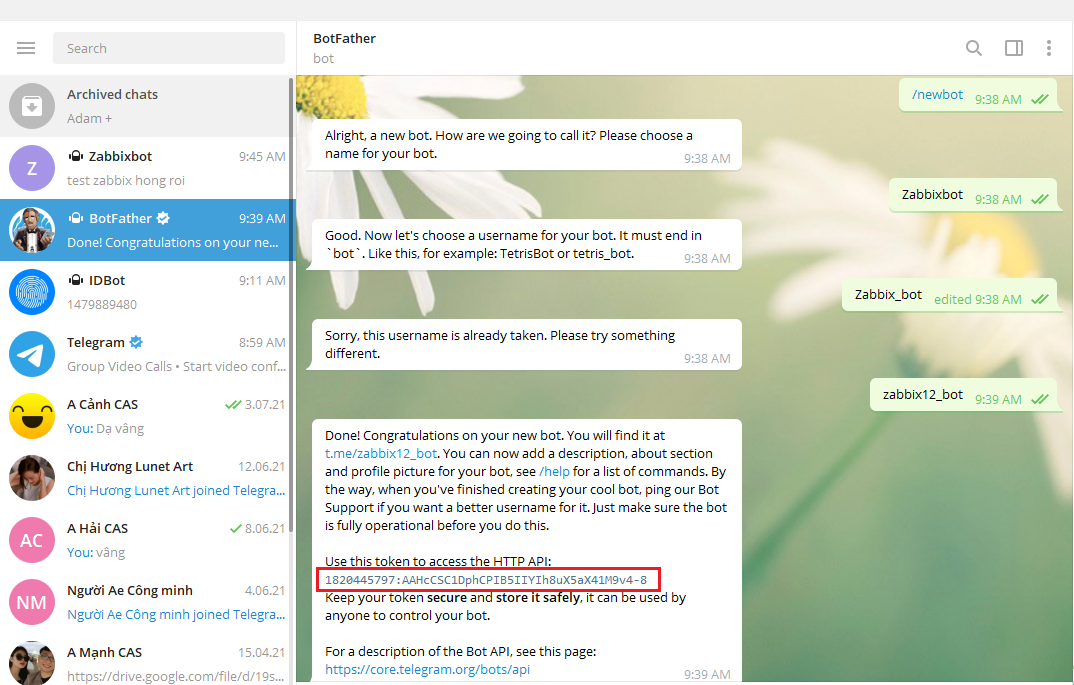 Search
Archived chats
Adam +
Z
Zabbixbot
9:45 AM
test zabbix hong roi
BotFather
9:39 AM
Done! Congratulations on your ne...
IDBot
9:11 AM
1479889480
Telegram
8:59 AM
Group Video Calls • Start video conf...
A Cảnh CAS
3.07.21
You: Dạ vâng
Chị Hương Lunet Art
12.06.21
Chị Hương Lunet Art joined Telegra...
AC
A Hải CAS
8.06.21
You: vâng
NM
Người Ae Công minh
4.06.21
Người Ae Công minh joined Telegra...
A Mạnh CAS
15.04.21
https://drive.google.com/file/d/19s...
BotFather
bot
/newbot
9:38 AM
Alright, a new bot. How are we going to call it? Please choose a
name for your bot.
9:38 AM
Zabbixbot
9:38 AM
Good. Now let's choose a username for your bot. It must end in
`bot`. Like this, for example: TetrisBot or tetris_bot.
9:38 AM
Zabbix_bot
edited 9:38 AM
Sorry, this username is already taken. Please try something
different.
9:38 AM
zabbix12_bot
9:39 AM
Done! Congratulations on your new bot. You will find it at
t.me/zabbix12_bot. You can now add a description, about section
and profile picture for your bot, see /help for a list of commands. By
the way, when you've finished creating your cool bot, ping our Bot
Support if you want a better username for it. Just make sure the bot
is fully operational before you do this.
Use this token to access the HTTP API:
1820445797:AAHcCSC1DphCPIB5IIYIh8uX5aX41M9v4-8
Keep your token secure and store it safely, it can be used by
anyone to control your bot.
For a description of the Bot API, see this page:
https://core.telegram.org/bots/api
9:39 AM